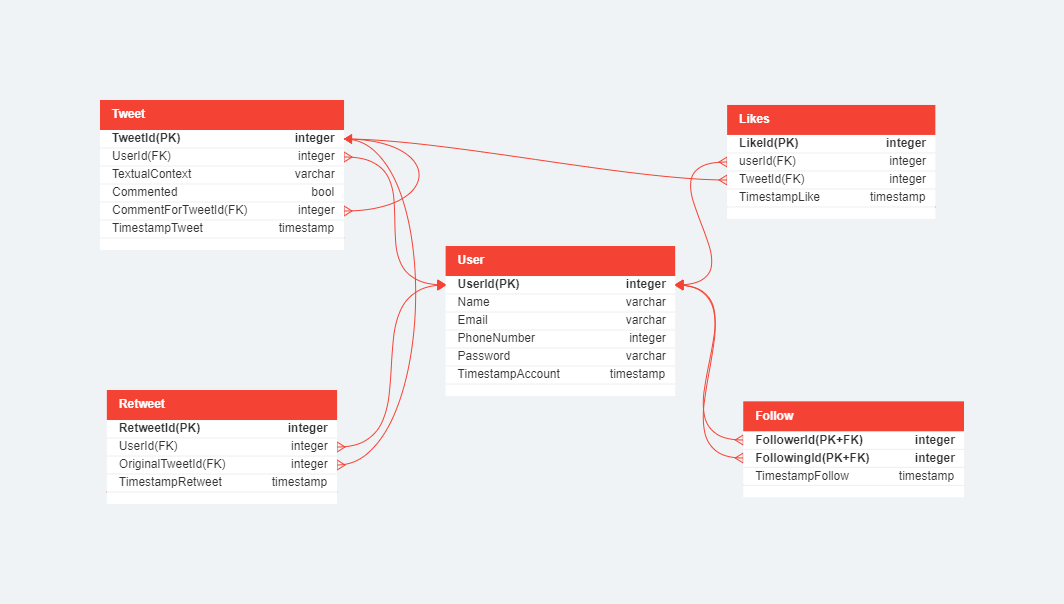 Tweet
TweetId(PK) integer
UserId(FK) integer
TextualContext varchar
Commented bool
CommentForTweetId(FK) integer
TimestampTweet timestamp
Likes
LikeId(PK) integer
userId(FK) integer
TweetId(FK) integer
TimestampLike timestamp
User
UserId(PK) integer
Name varchar
Email varchar
PhoneNumber integer
Password varchar
TimestampAccount timestamp
Retweet
RetweetId(PK) integer
UserId(FK) integer
OriginalTweetId(FK) integer
TimestampRetweet timestamp
Follow
FollowerId(PK+FK) integer
FollowingId(PK+FK) integer
TimestampFollow timestamp